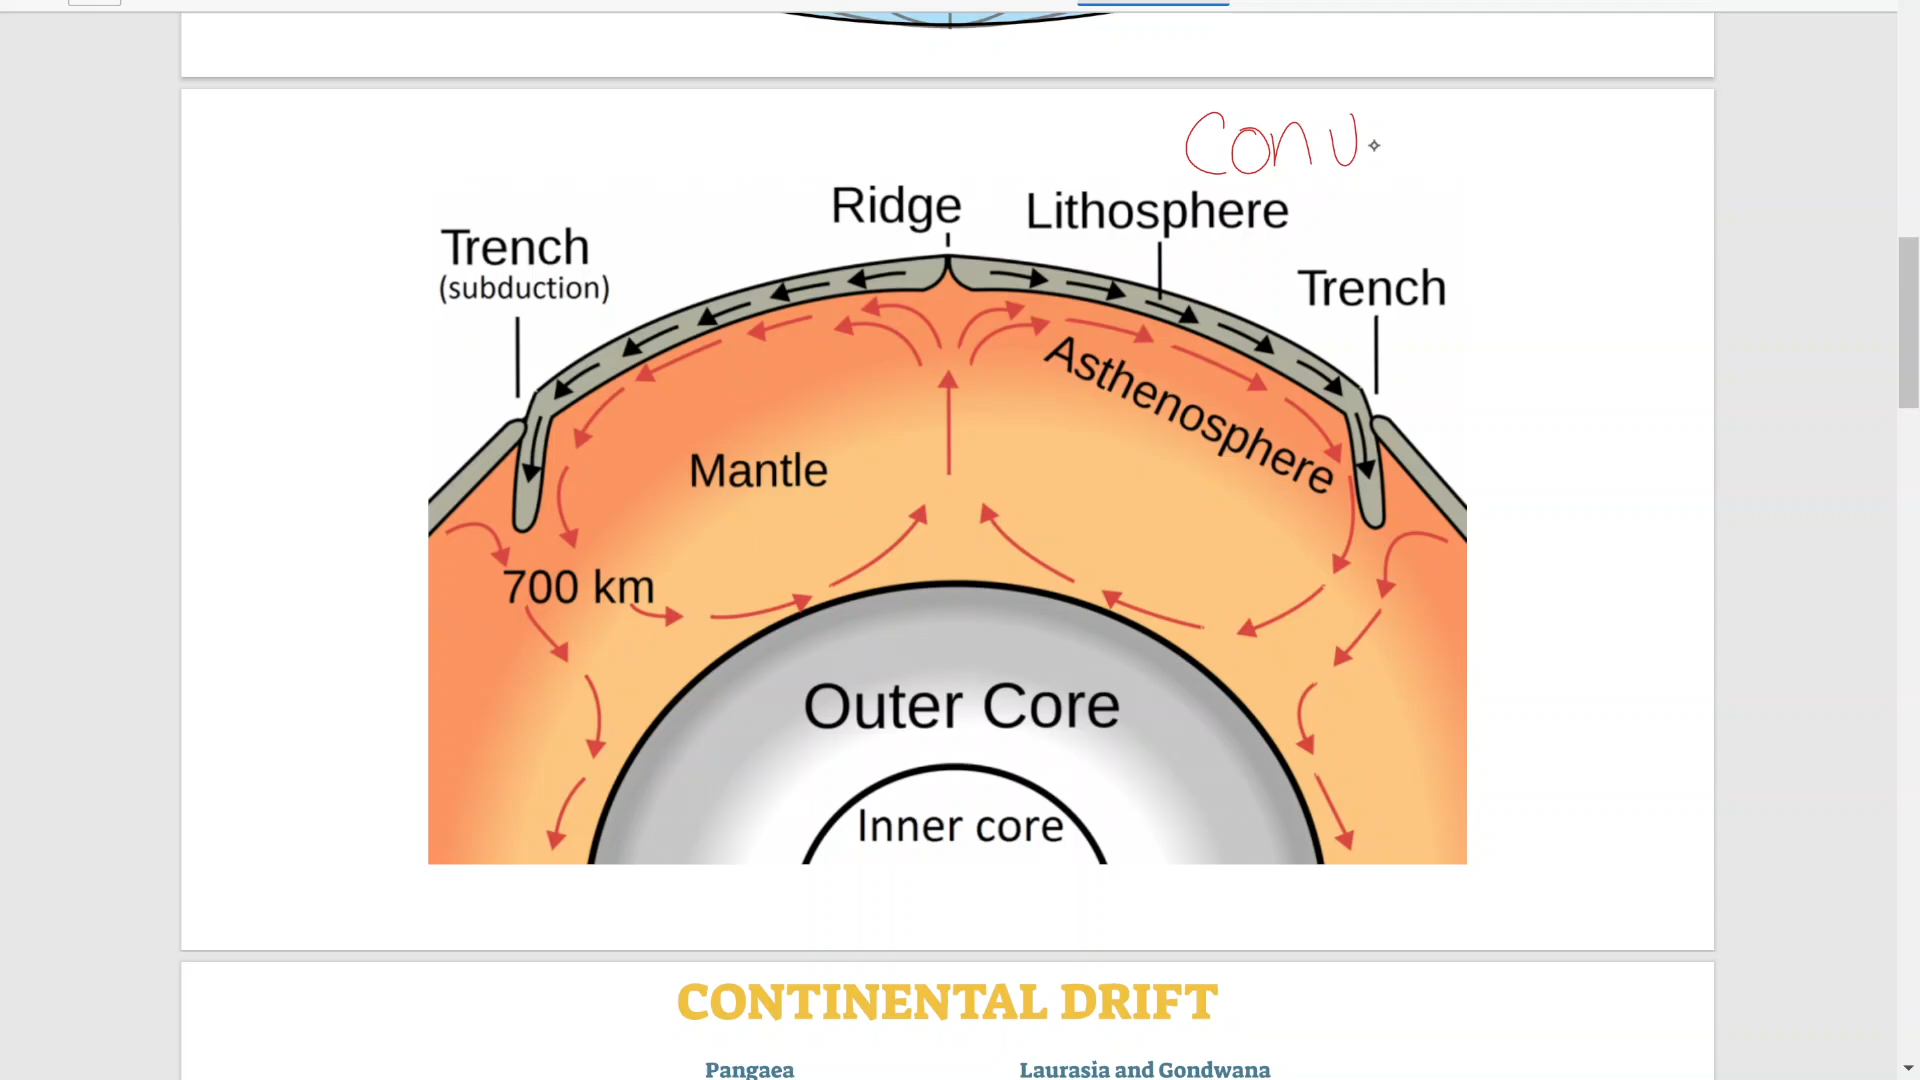 Conv
Ridge
Lithosphere
Trench
(subduction)
Trench
Asthenosphere
Mantle
700 km
Outer Core
Inner core
CONTINENTAL DRIFT
Pangaea
Laurasia and Gondwana